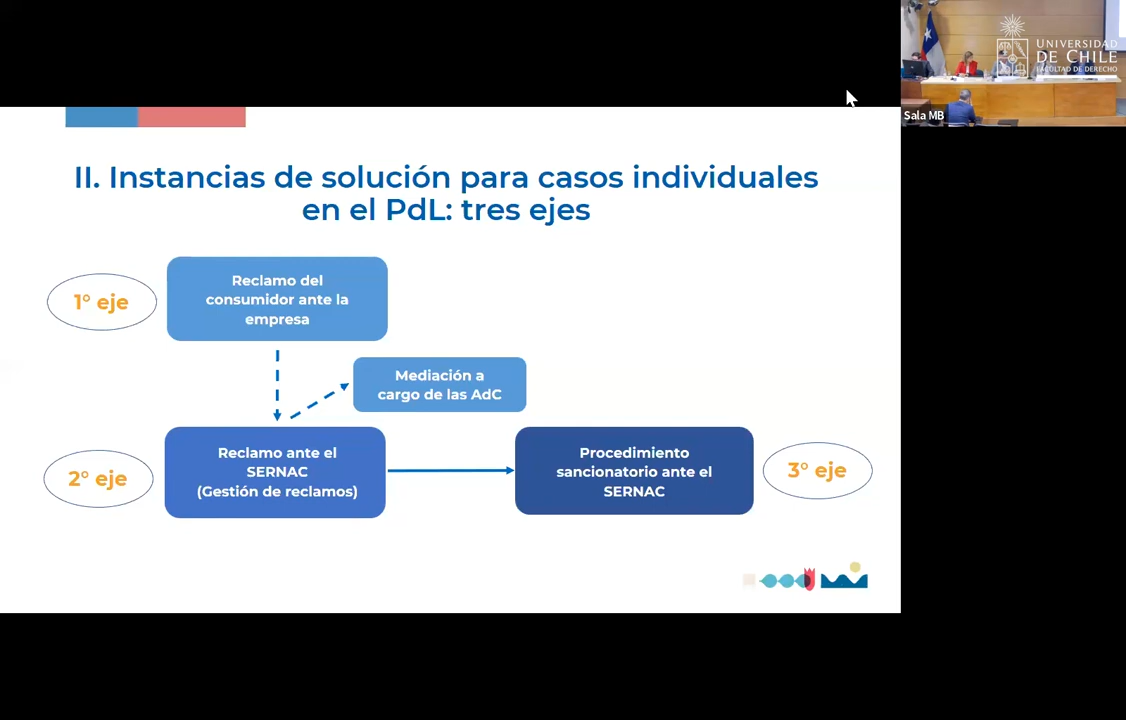 UNIVERSIDAD
DE CHILE
FACULTAD DE DERECHO
Sala MB
II. Instancias de solución para casos individuales
en el PdL: tres ejes
1° eje
Reclamo del
consumidor ante la
empresa
Mediación a
cargo de las AdC
2° eje
Reclamo ante el
SERNAC
(Gestión de reclamos)
Procedimiento
sancionatorio ante el
SERNAC
3° eje